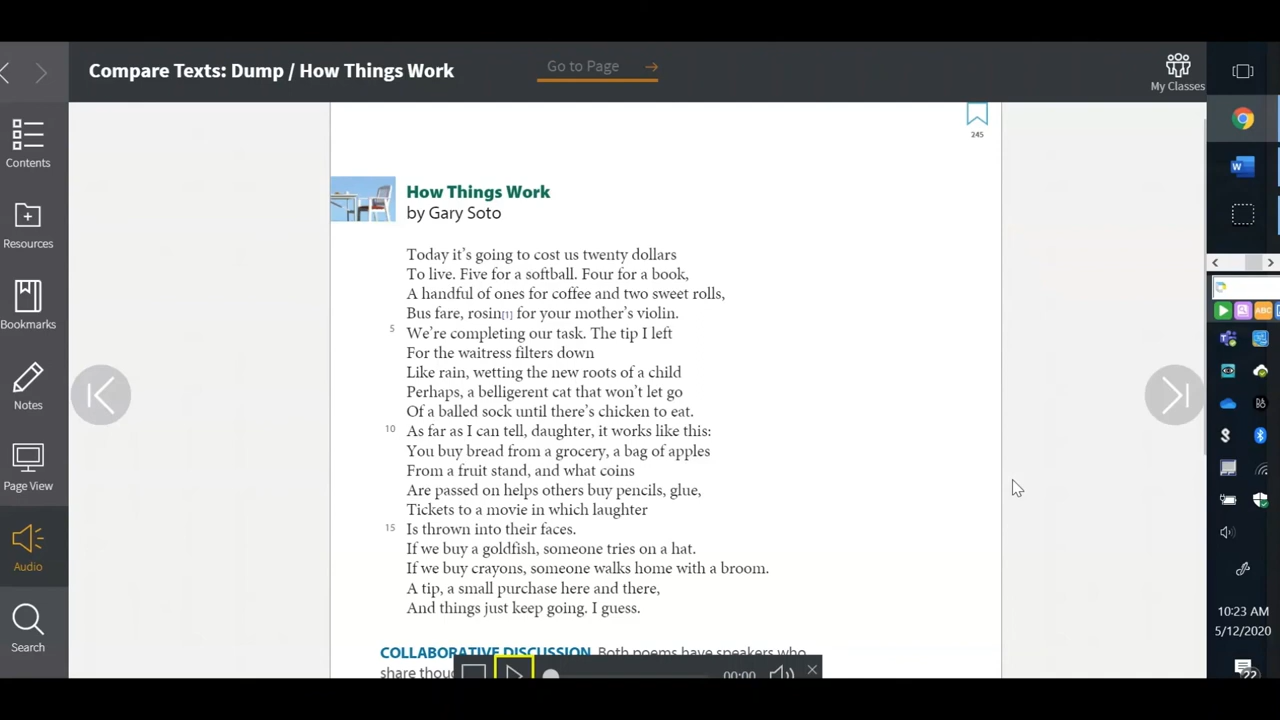 Compare Texts: Dump / How Things Work
Go to Page
My Classes
245
Contents
Resources
Bookmarks
Notes
Page View
Audio
Search
How Things Work
by Gary Soto
Today it's going to cost us twenty dollars
To live. Five for a softball. Four for a book,
A handful of ones for coffee and two sweet rolls,
Bus fare, rosin[1] for your mother's violin.
5 We're completing our task. The tip I left
For the waitress filters down
Like rain, wetting the new roots of a child
Perhaps, a belligerent cat that won't let go
Of a balled sock until there's chicken to eat.
10 As far as I can tell, daughter, it works like this:
You buy bread from a grocery, a bag of apples
From a fruit stand, and what coins
Are passed on helps others buy pencils, glue,
Tickets to a movie in which laughter
15 Is thrown into their faces.
If we buy a goldfish, someone tries on a hat.
If we buy crayons, someone walks home with a broom.
A tip, a small purchase here and there,
And things just keep going. I guess.
COLLABORATIVE DISCUSSION Both poems have speakers who
share
00:00
ABC
10:23 AM
5/12/2020
22